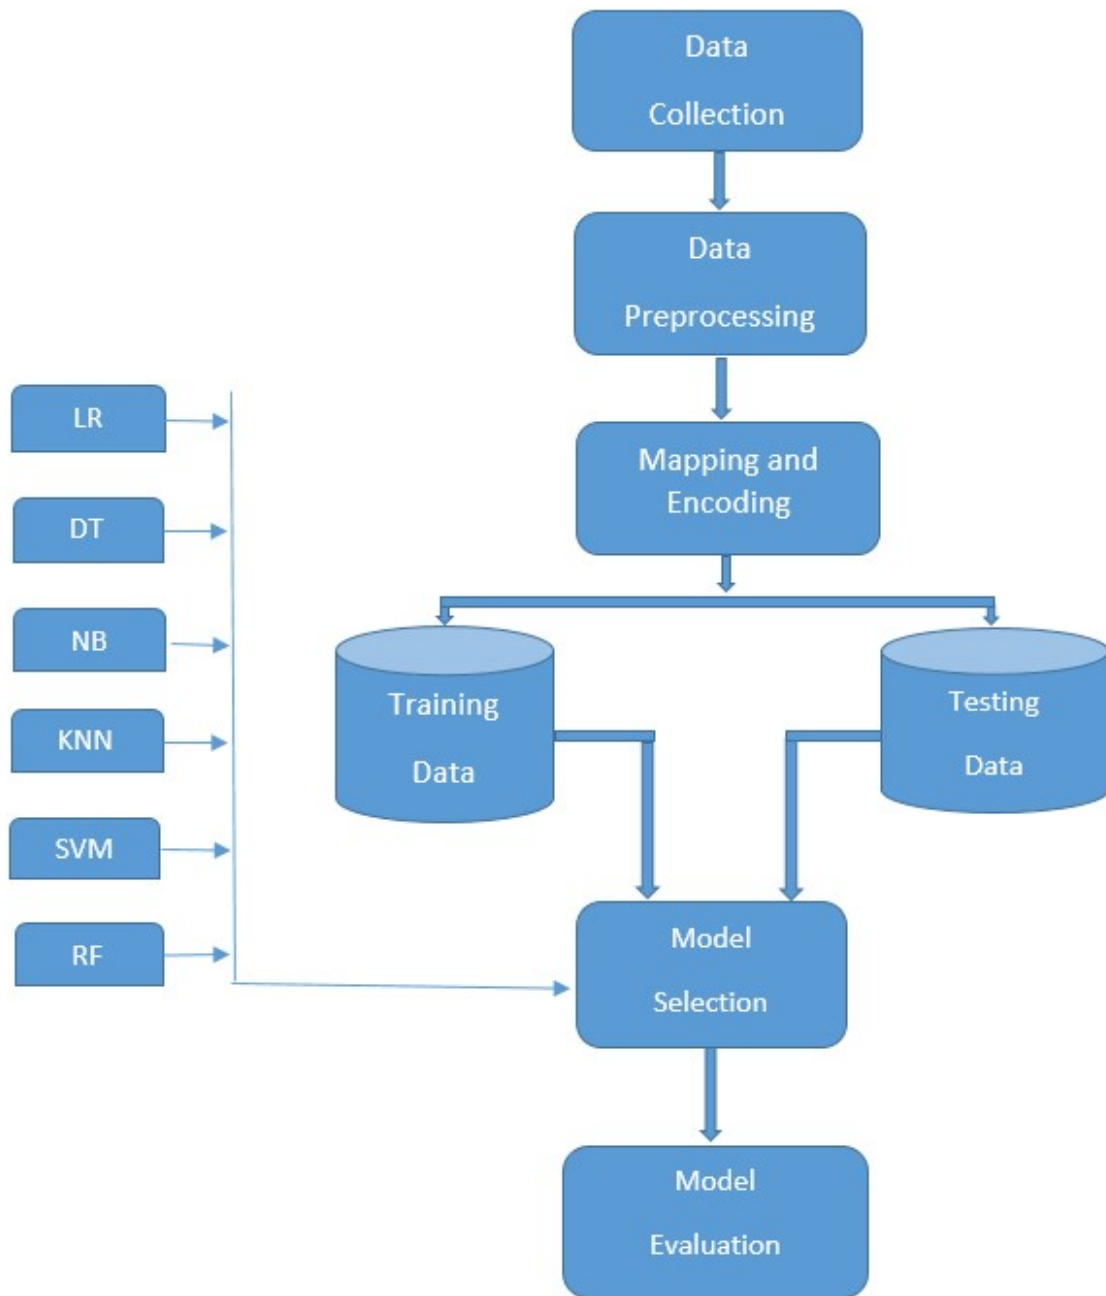 Data
Collection
Data
Preprocessing
Mapping and
Encoding
LR
DT
NB
KNN
SVM
RF
Training
Data
Testing
Data
Model
Selection
Model
Evaluation